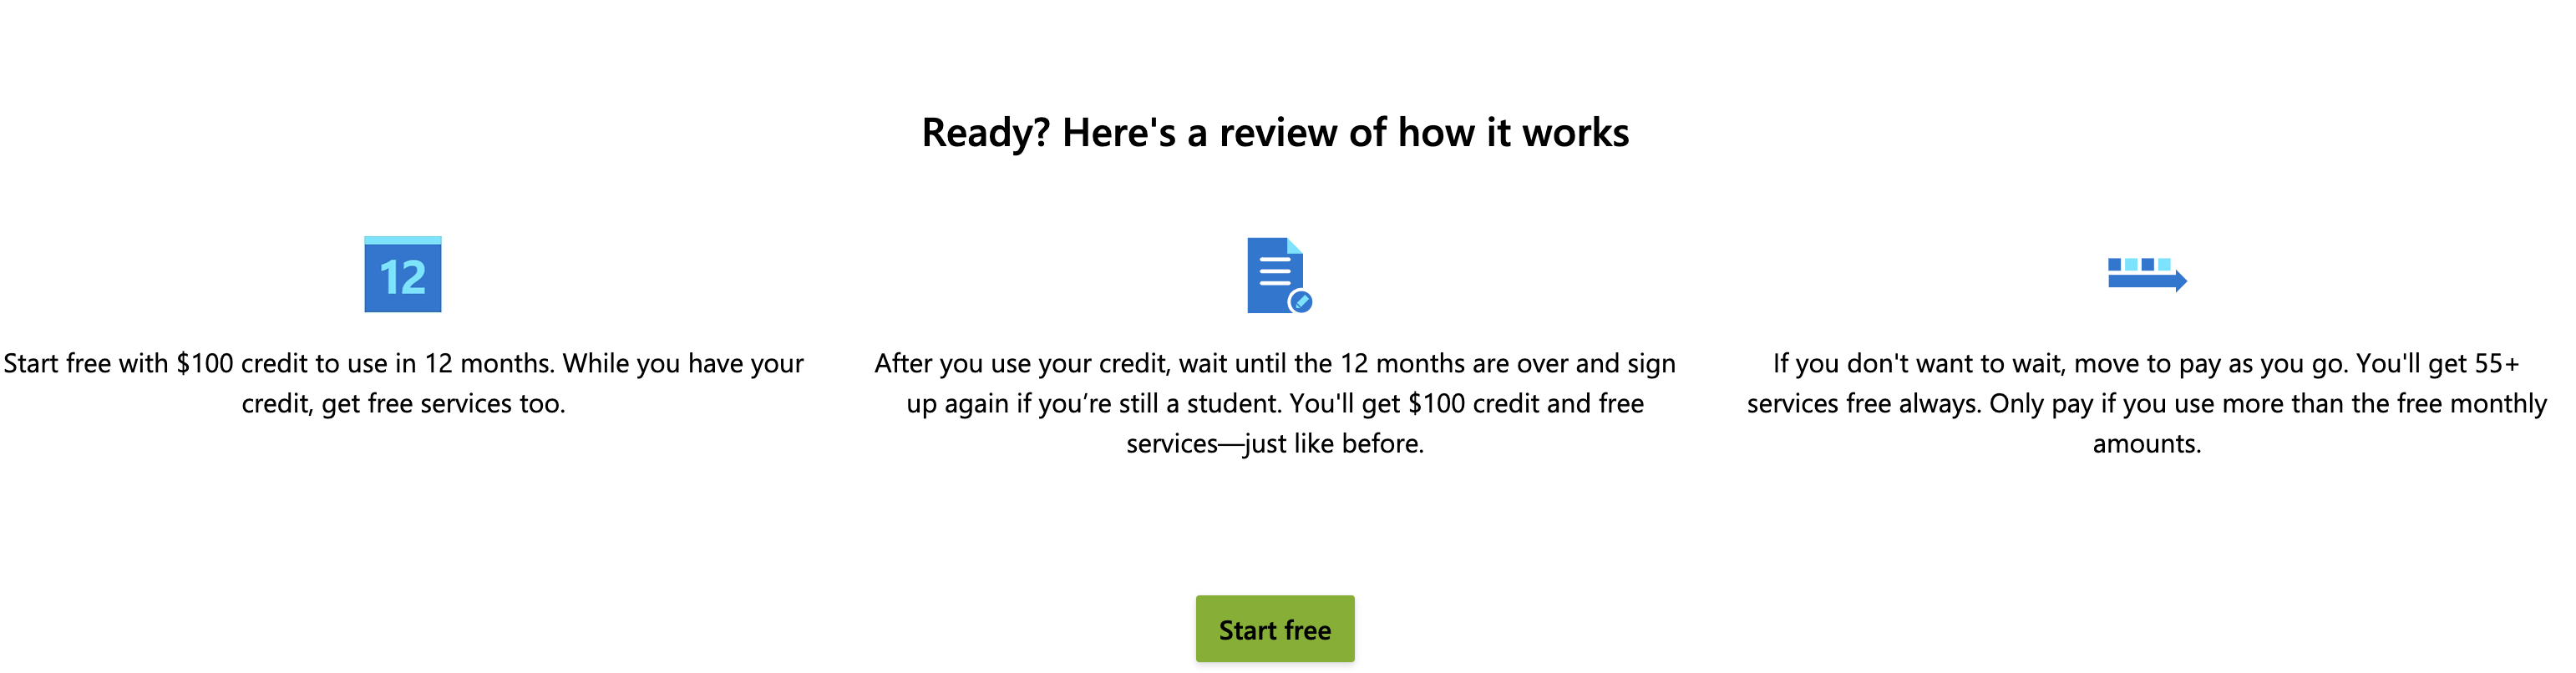 Ready? Here's a review of how it works
12
Start free with $100 credit to use in 12 months. While you have your
credit, get free services too.
After you use your credit, wait until the 12 months are over and sign
up again if you’re still a student. You'll get $100 credit and free
services—just like before.
If you don't want to wait, move to pay as you go. You'll get 55+
services free always. Only pay if you use more than the free monthly
amounts.
Start free